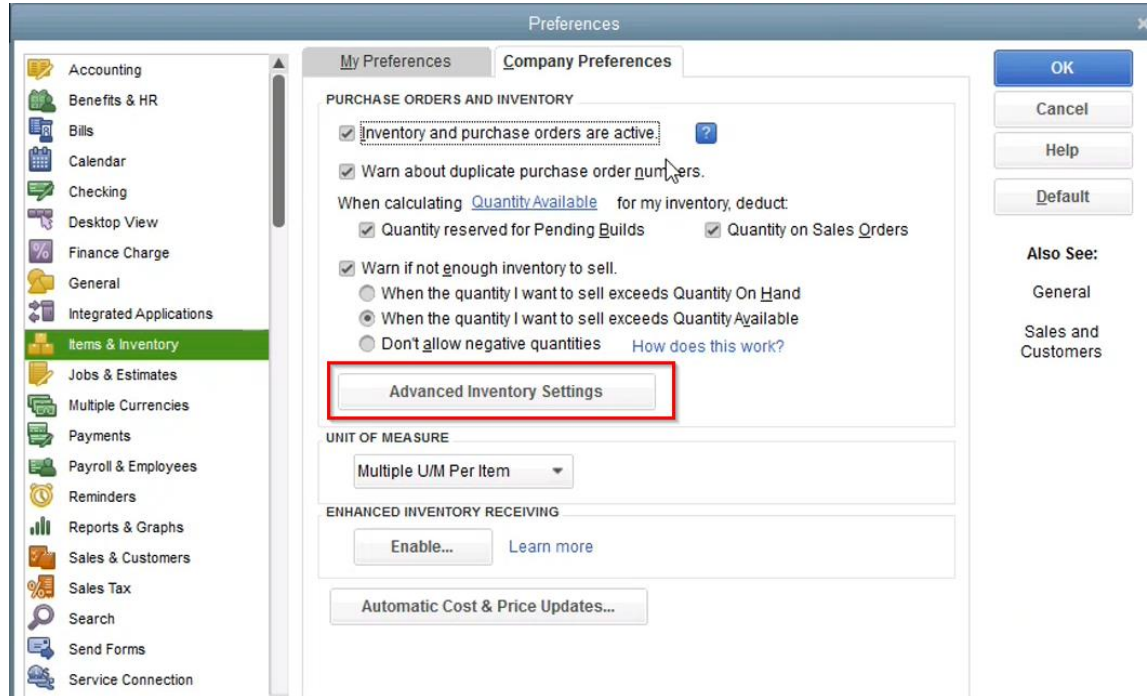 Preferences
Accounting
Benefits & HR
Bills
Calendar
Checking
Desktop View
Finance Charge
General
Integrated Applications
Items & Inventory
Jobs & Estimates
Multiple Currencies
Payments
Payroll & Employees
Reminders
Reports & Graphs
Sales & Customers
Sales Tax
Search
Send Forms
Service Connection
My Preferences
Company Preferences
PURCHASE ORDERS AND INVENTORY
Inventory and purchase orders are active. ?
Warn about duplicate purchase order numbers.
When calculating Quantity Available for my inventory, deduct:
Quantity reserved for Pending Builds Quantity on Sales Orders
Warn if not enough inventory to sell.
When the quantity I want to sell exceeds Quantity On Hand
When the quantity I want to sell exceeds Quantity Available
Don't allow negative quantities How does this work?
Advanced Inventory Settings
UNIT OF MEASURE
Multiple U/M Per Item
ENHANCED INVENTORY RECEIVING
Enable... Learn more
Automatic Cost & Price Updates...
OK
Cancel
Help
Default
Also See:
General
Sales and
Customers